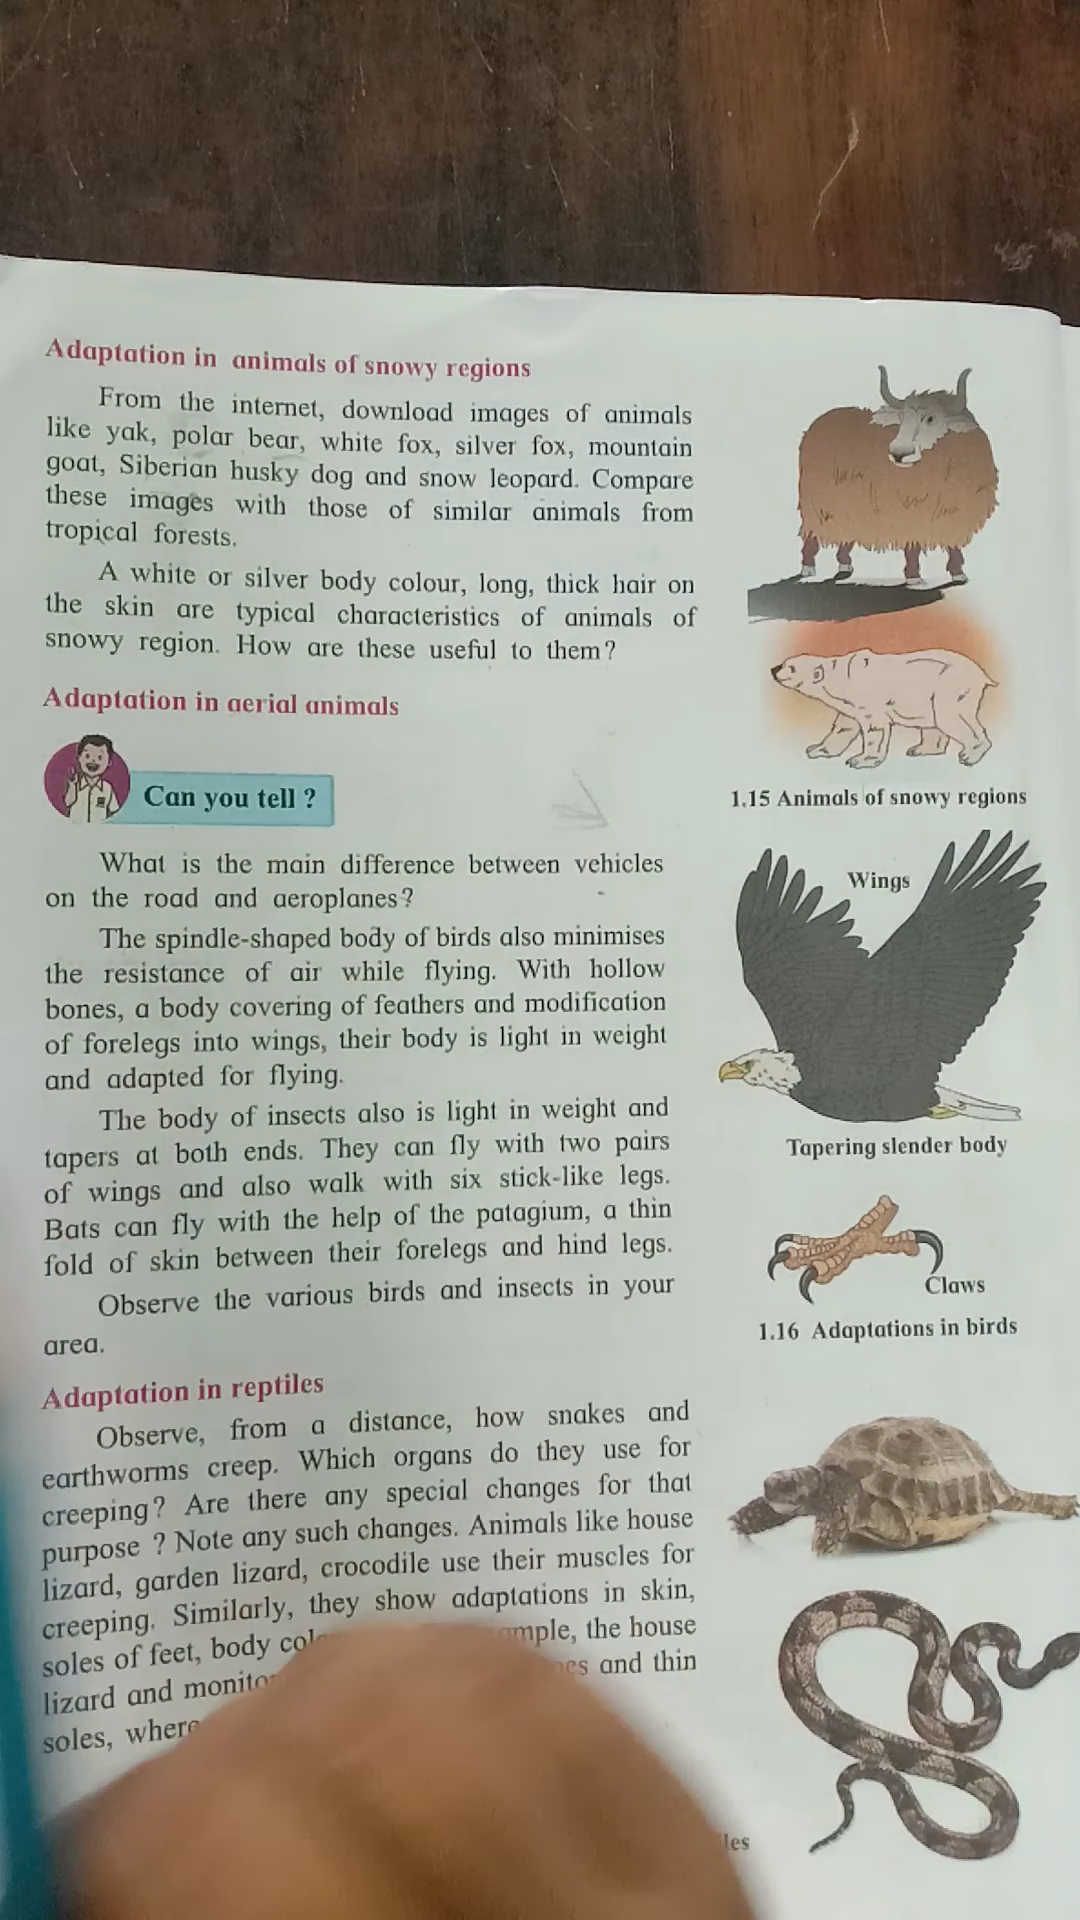 Adaptation in animals of snowy regions
From the internet, download images of animals
like yak, polar bear, white fox, silver fox, mountain
goat, Siberian husky dog and snow leopard. Compare
these images with those of similar animals from
tropical forests.
A white or silver body colour, long, thick hair on
the skin are typical characteristics of animals of
snowy region. How are these useful to them?
1.15 Animals of snowy regions
Adaptation in aerial animals
Can you tell ?
What is the main difference between vehicles
on the road and aeroplanes?
The spindle-shaped body of birds also minimises
the resistance of air while flying. With hollow
bones, a body covering of feathers and modification
of forelegs into wings, their body is light in weight
and adapted for flying.
The body of insects also is light in weight and
tapers at both ends. They can fly with two pairs
of wings and also walk with six stick-like legs.
Bats can fly with the help of the patagium, a thin
fold of skin between their forelegs and hind legs.
Observe the various birds and insects in your
area.
Wings
Tapering slender body
Claws
1.16 Adaptations in birds
Adaptation in reptiles
Observe, from a distance, how snakes and
earthworms creep. Which organs do they use for
creeping? Are there any special changes for that
purpose ? Note any such changes. Animals like house
lizard, garden lizard, crocodile use their muscles for
creeping. Similarly, they show adaptations in skin,
soles of feet, body the house
lizard and and thin
soles,